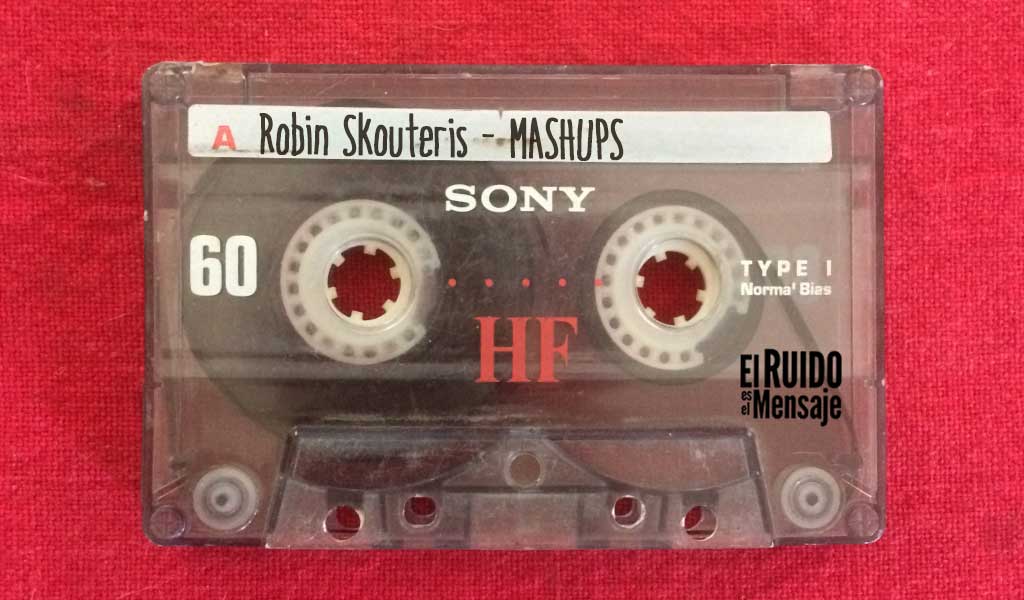 A Robin Skouteris - MASHUPS
SONY
60
TYPE I
Normal Bias
HF
El RUIDO
es el Mensaje